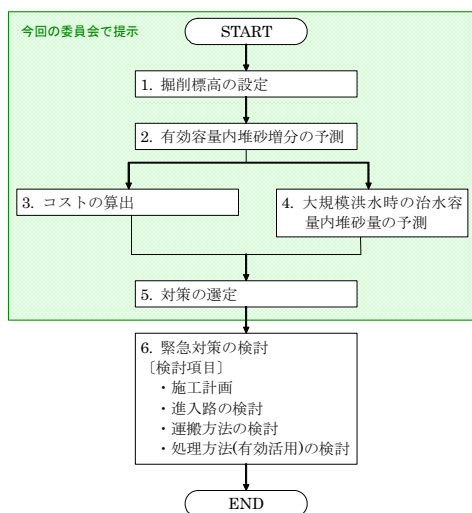 今回の委員会で提示
START
1. 掘削標高の設定
2. 有効容量内堆砂増分の予測
3. コストの算出
4. 大規模洪水時の治水容
量内堆砂量の予測
5. 対策の選定
6. 緊急対策の検討
〔検討項目〕
・施工計画
・進入路の検討
・運搬方法の検討
・処理方法(有効活用)の検討
END